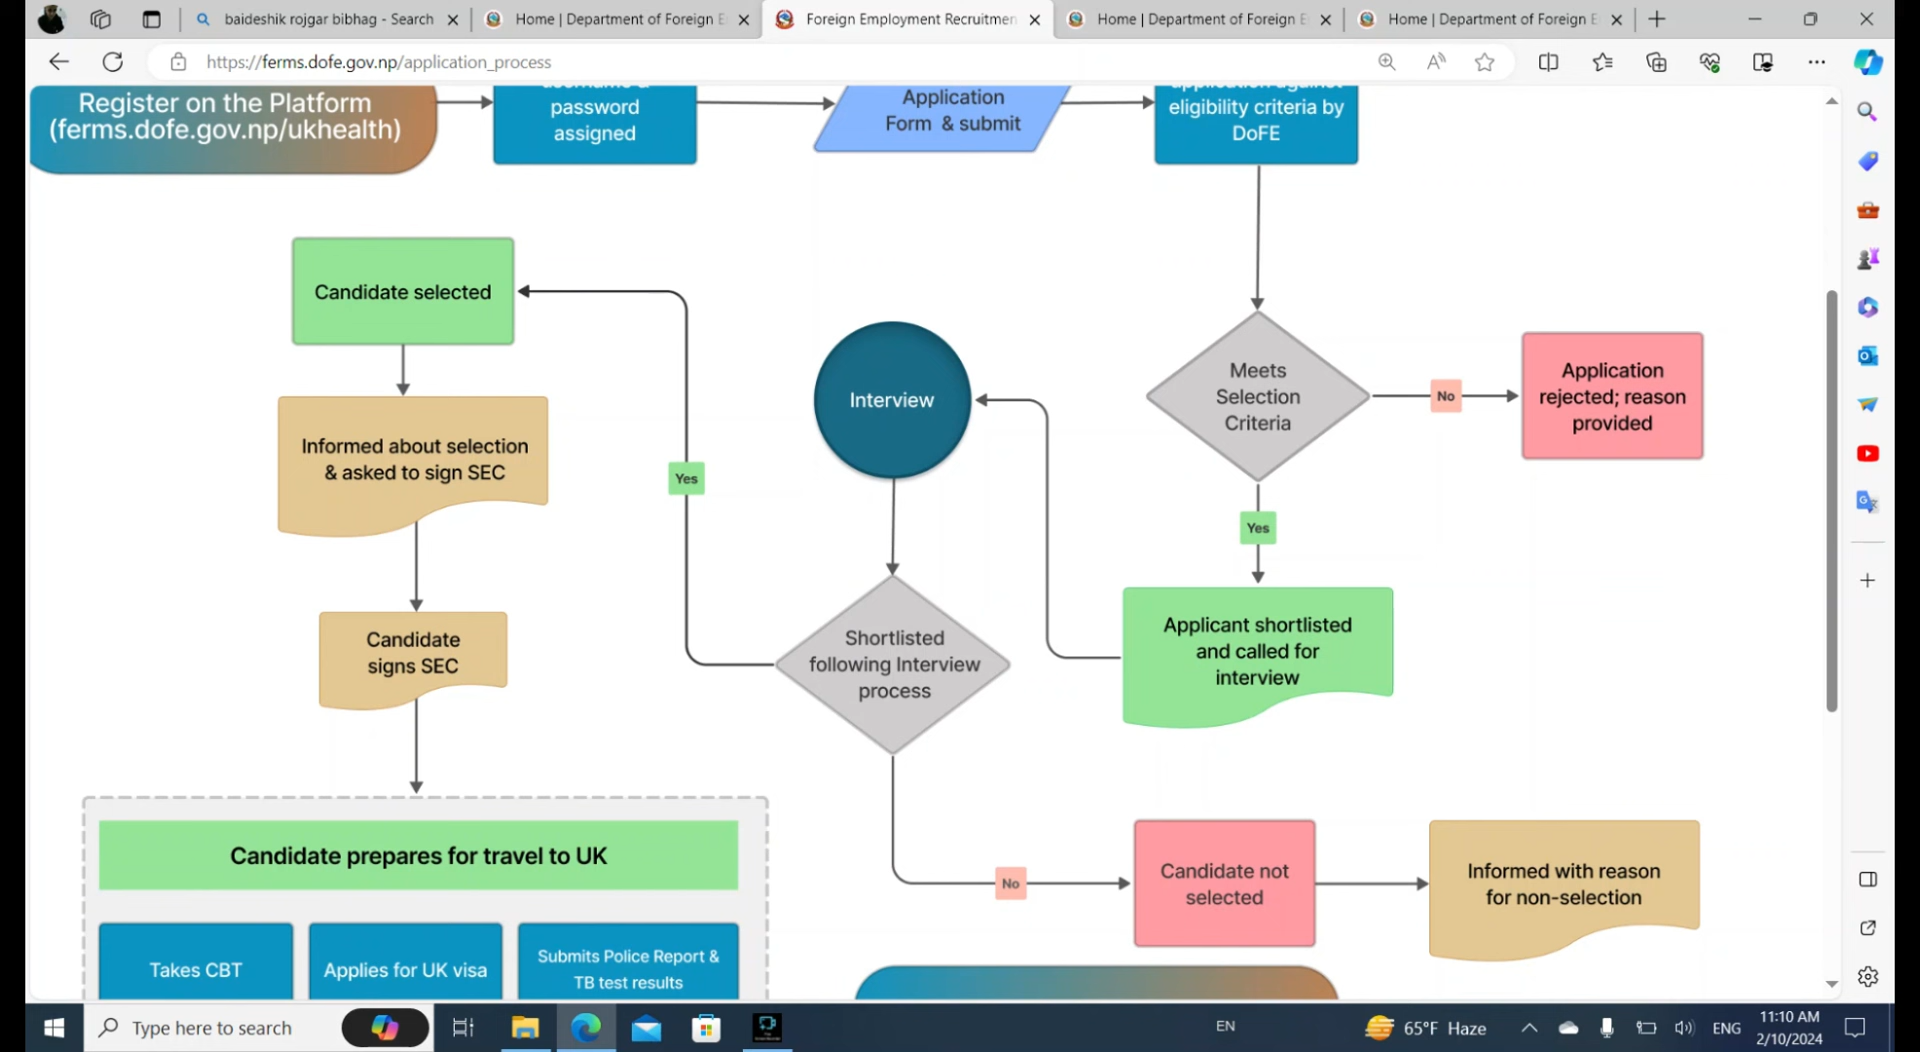 baideshik rojgar bibhag - Search
Home | Department of Foreign E
Foreign Employment Recruitmen
Home | Department of Foreign E
Home | Department of Foreign E
https://ferms.dofe.gov.np/application_process
Register on the Platform
(ferms.dofe.gov.np/ukhealth)
password
assigned
Application
Form & submit
eligibility criteria by
DoFE
Candidate selected
Informed about selection
& asked to sign SEC
Candidate
signs SEC
Yes
Interview
Shortlisted
following Interview
process
Meets
Selection
Criteria
No
Application
rejected; reason
provided
Yes
Applicant shortlisted
and called for
interview
No
Candidate not
selected
Informed with reason
for non-selection
Candidate prepares for travel to UK
Takes CBT
Applies for UK visa
Submits Police Report &
TB test results
Type here to search
EN
65°F Haze
ENG
11:10 AM
2/10/2024